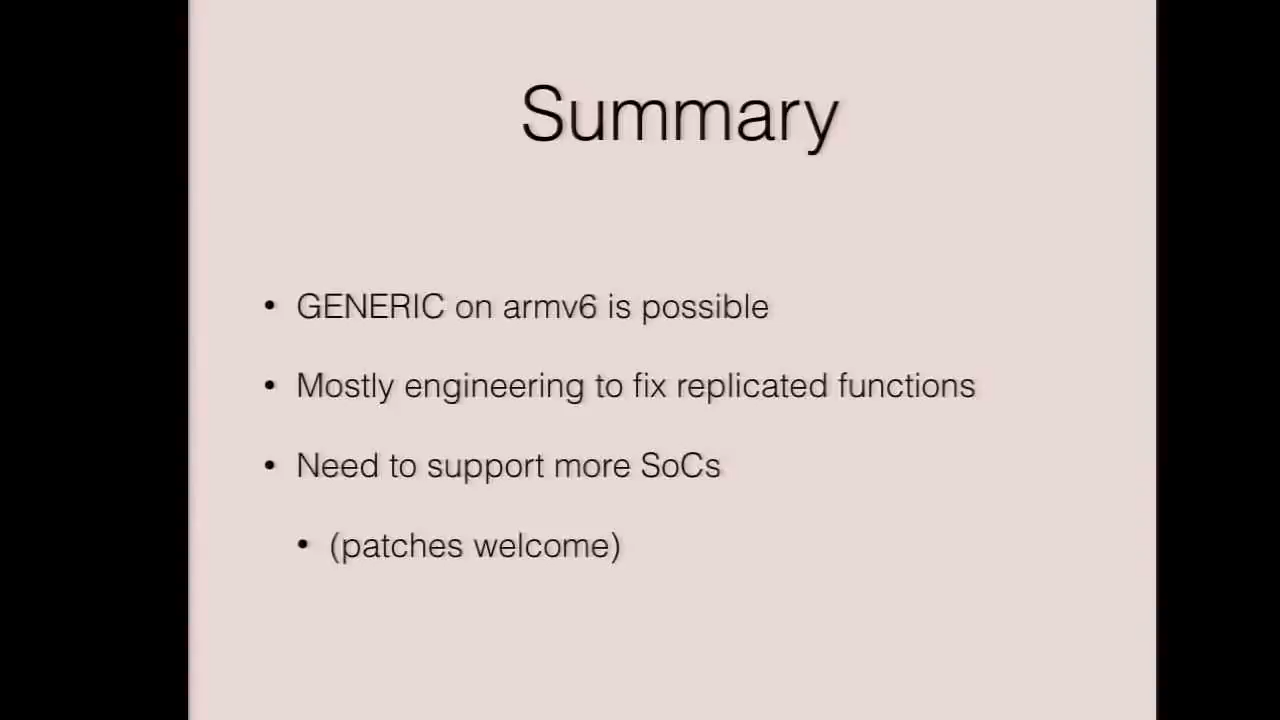 Summary
• GENERIC on armv6 is possible
• Mostly engineering to fix replicated functions
• Need to support more SoCs
• (patches welcome)